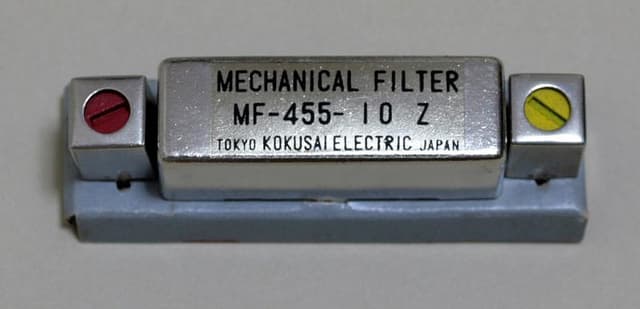 MECHANICAL FILTER
MF-455- 10 Z
TOKYO KOKUSAI ELECTRIC JAPAN